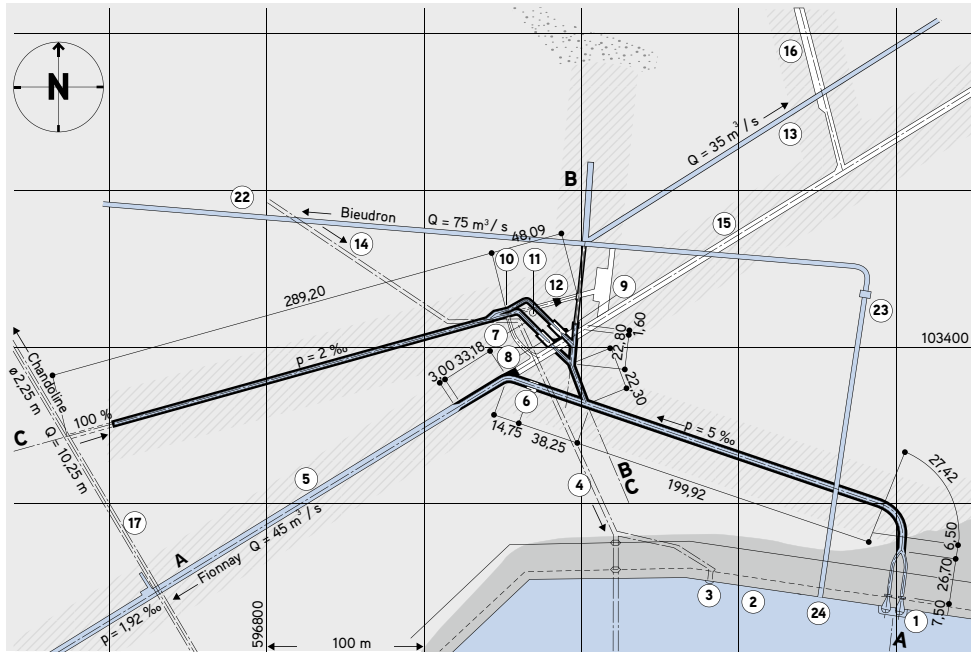 N
16
Q = 35 m³ / s
13
B
22
Bieudron
Q = 75 m³/ s
48,09
15
14
10
11
12
9
23
289,20
7
8
22,80
1,60
103400
Chandoline
ø 2,25 m
p = 2 ‰
3,00
33,18
6
22,30
100 %
C
Q = 10,25 m
14,75
38,25
p = 5 ‰
27,42
5
4
B
C
199,92
17
A
Fionnay
Q = 45 m³ / s
6,50
26,70
7,50
3
2
24
1
A
p = 1,92 ‰
596800
100 m